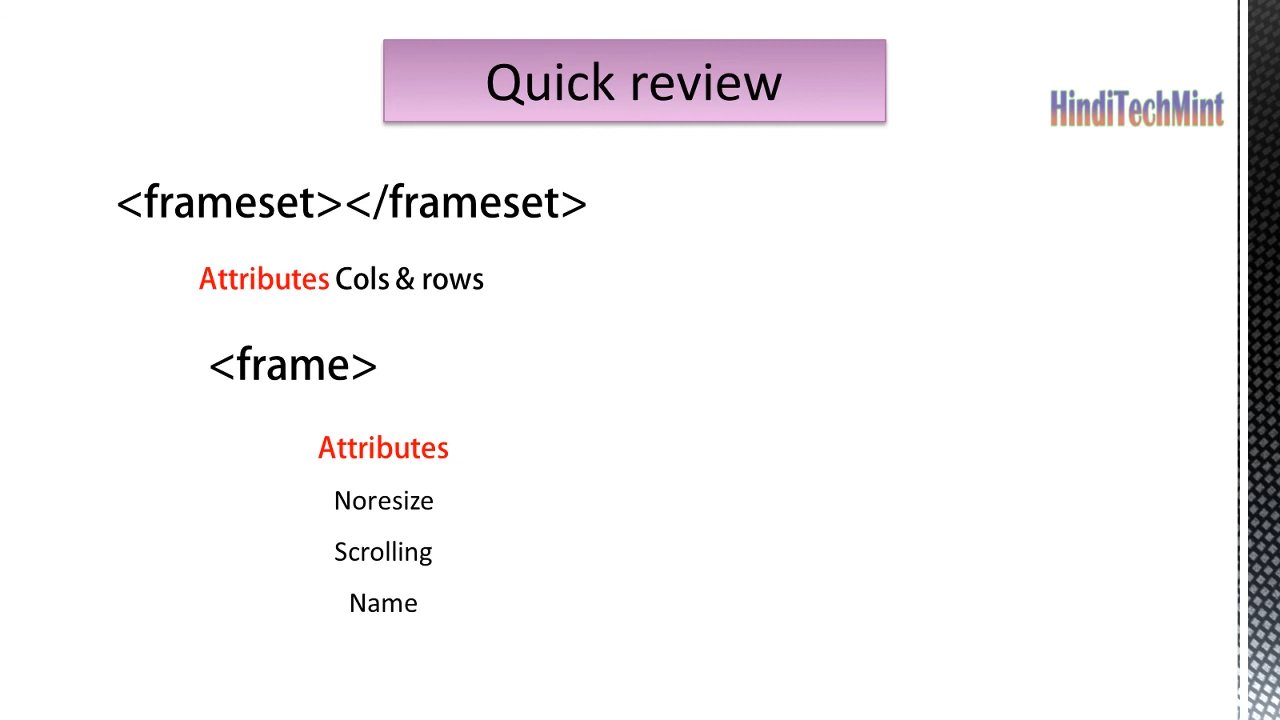 Quick review
HindiTechMint
<frameset></frameset>
Attributes Cols & rows
<frame>
Attributes
Noresize
Scrolling
Name